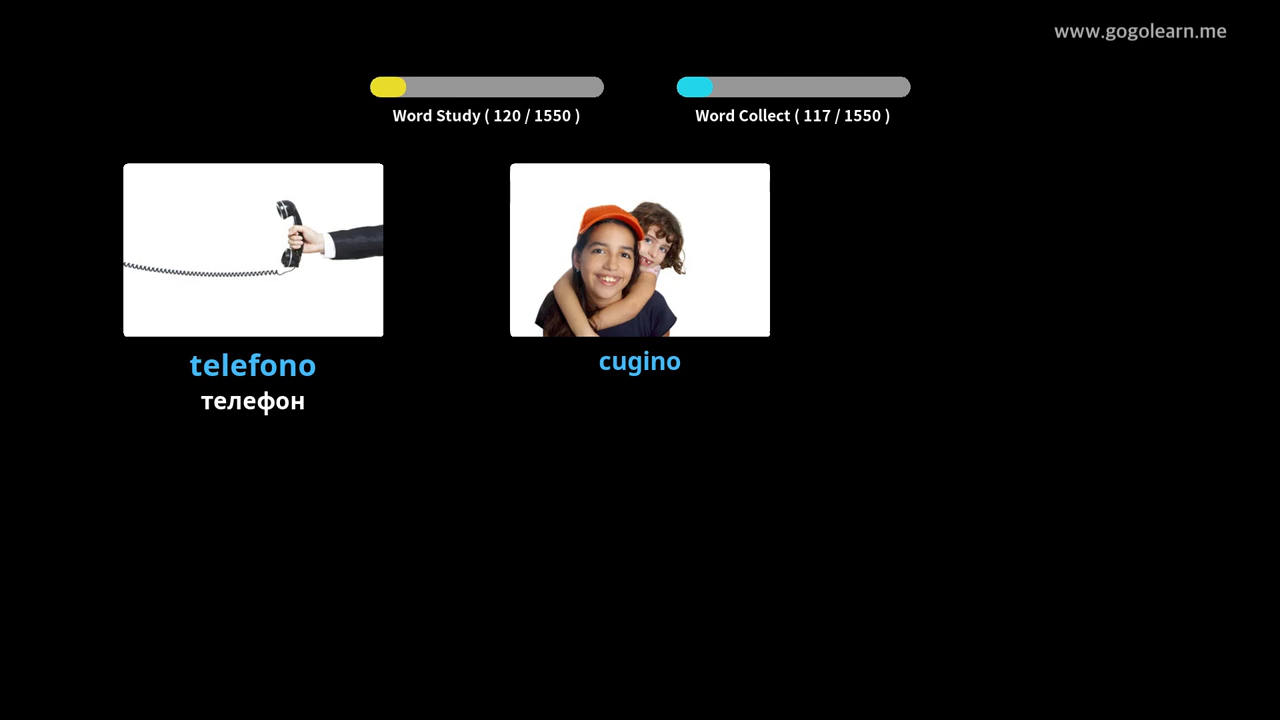 www.gogolearn.me
Word Study ( 120 / 1550 )
Word Collect ( 117 / 1550 )
telefono
телефон
cugino